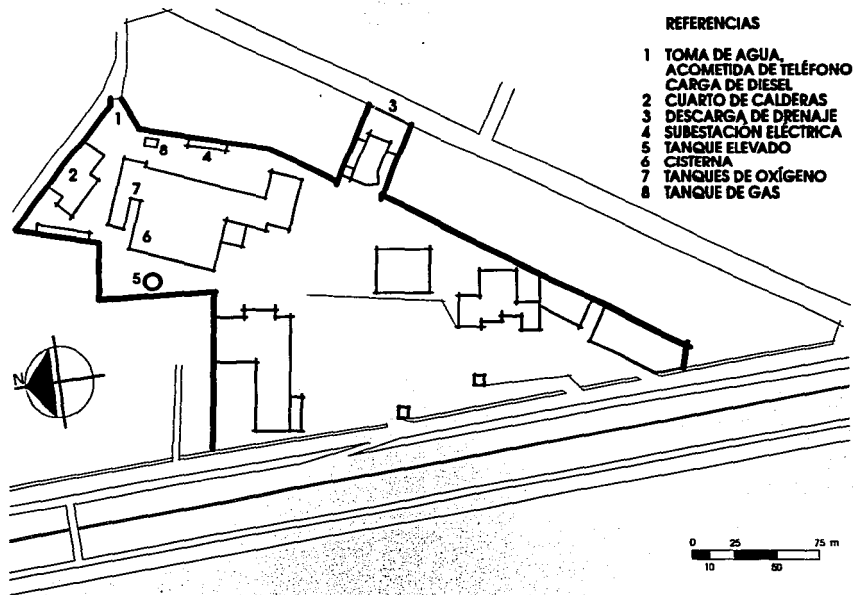 REFERENCIAS
1 TOMA DE AGUA,
ACOMETIDA DE TELÉFONO
CARGA DE DIESEL
2 CUARTO DE CALDERAS
3 DESCARGA DE DRENAJE
4 SUBESTACIÓN ELÉCTRICA
5 TANQUE ELEVADO
6 CISTERNA
7 TANQUES DE OXÍGENO
8 TANQUE DE GAS
3
1
8
4
2
7
6
5
N
0 25 75 m
10 50